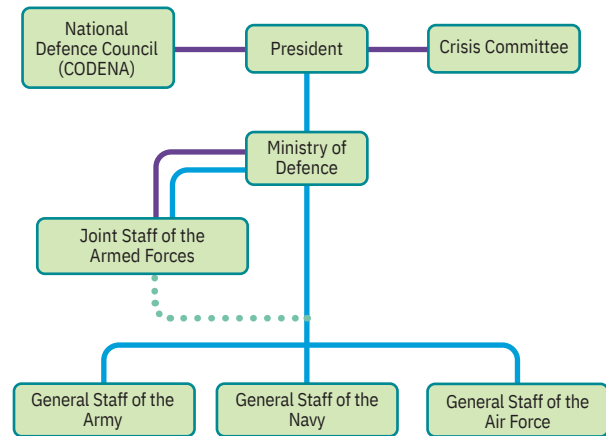 National
Defence Council
(CODENA)
President
Crisis Committee
Ministry of
Defence
Joint Staff of the
Armed Forces
General Staff of the
Army
General Staff of the
Navy
General Staff of the
Air Force